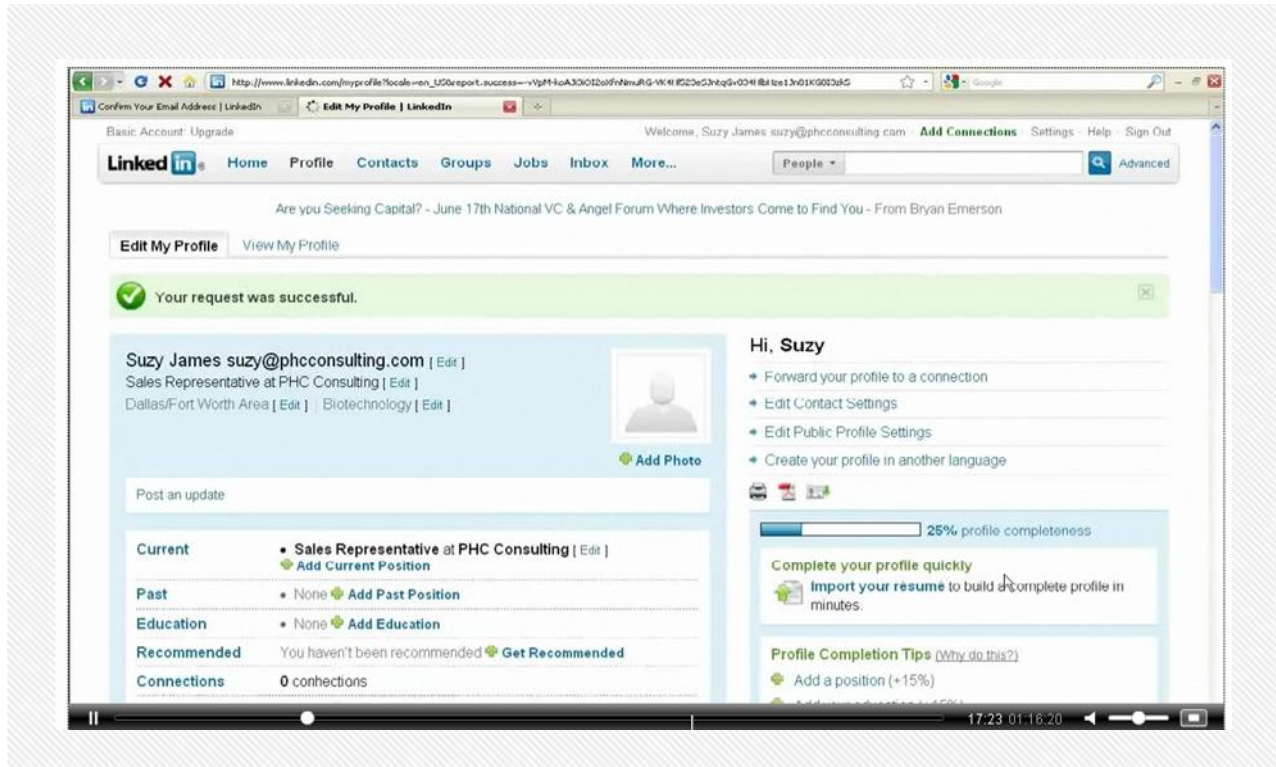 Confirm Your Email Address | LinkedIn
Edit My Profile | LinkedIn
Google
Basic Account: Upgrade
Welcome, Suzy James suzy@phcconsulting.com · Add Connections · Settings · Help · Sign Out
Linked in® Home Profile Contacts Groups Jobs Inbox More... People Advanced
Are you Seeking Capital? - June 17th National VC & Angel Forum Where Investors Come to Find You - From Bryan Emerson
Edit My Profile View My Profile
Your request was successful.
Suzy James suzy@phcconsulting.com [ Edit ]
Sales Representative at PHC Consulting [ Edit ]
Dallas/Fort Worth Area [ Edit ] | Biotechnology [ Edit ]
Add Photo
Post an update
Current • Sales Representative at PHC Consulting [ Edit ]
Add Current Position
Past • None Add Past Position
Education • None Add Education
Recommended You haven't been recommended Get Recommended
Connections 0 connections
Hi, Suzy
Forward your profile to a connection
Edit Contact Settings
Edit Public Profile Settings
Create your profile in another language
25% profile completeness
Complete your profile quickly
Import your résumé to build a complete profile in
minutes.
Profile Completion Tips (Why do this?)
Add a position (+15%)
17:23 01:16:20